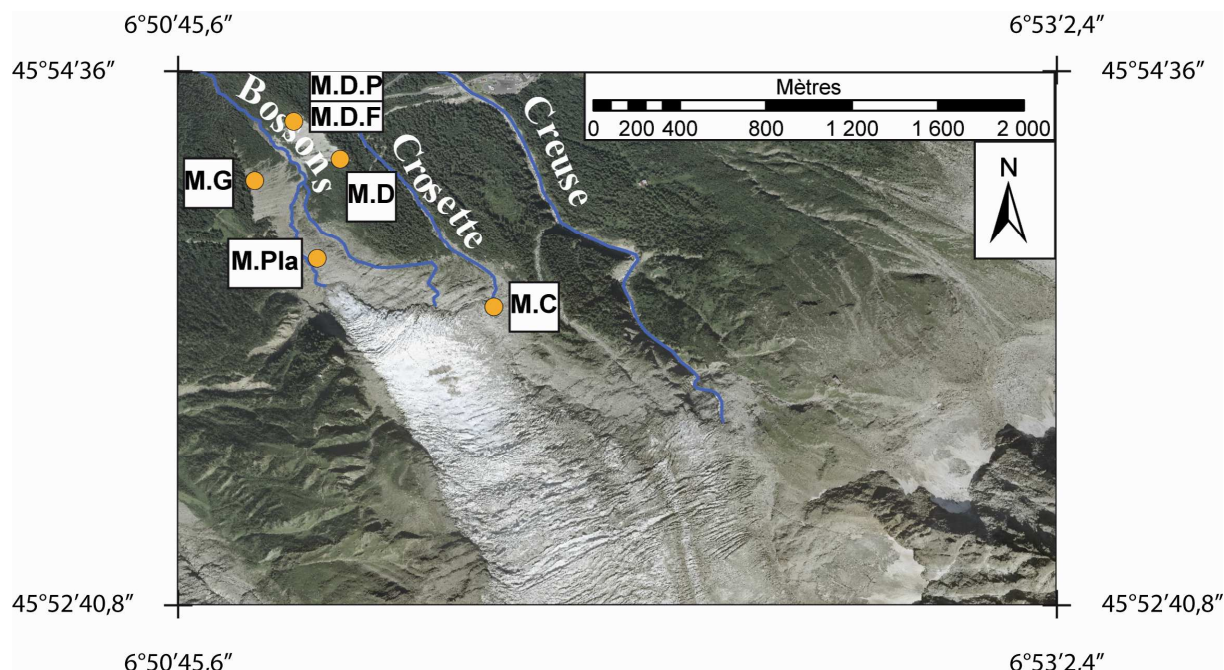 6°50′45,6″ 6°53′2,4″
45°54′36″ 45°54′36″
Mètres
0 200 400 800 1 200 1 600 2 000
N
Bossons
M.D.P
M.D.F
Crosette
Creuse
M.G
M.D
M.Pla
M.C
45°52′40,8″ 45°52′40,8″
6°50′45,6″ 6°53′2,4″